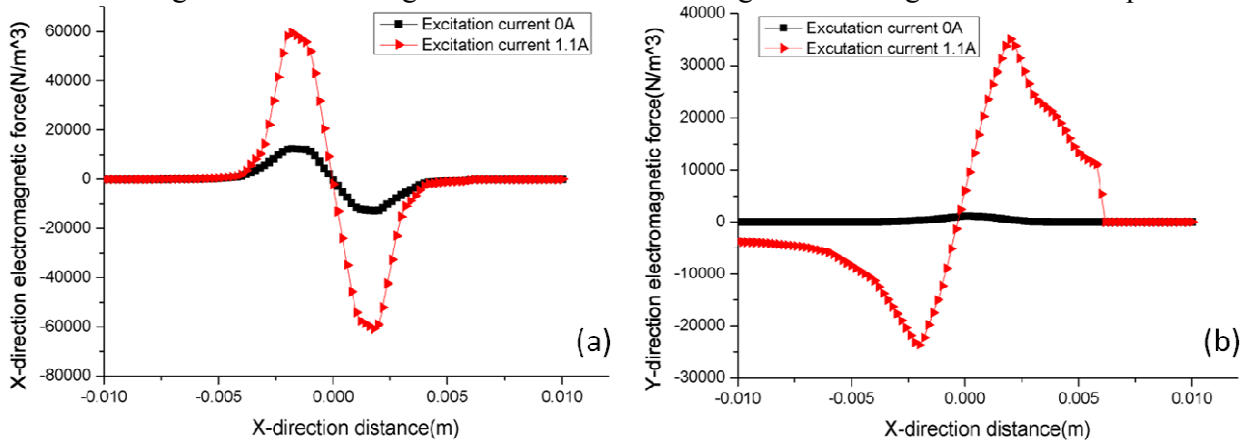 60000
40000
20000
0
-20000
-40000
-60000
-80000
X-direction electromagnetic force(N/m^3)
Excitation current 0A
Excitation current 1.1A
(a)
-0.010
-0.005
0.000
0.005
0.010
X-direction distance(m)
40000
30000
20000
10000
0
-10000
-20000
-30000
Y-direction electromagnetic force(N/m^3)
Excutation current 0A
Excutation current 1.1A
(b)
-0.010
-0.005
0.000
0.005
0.010
X-direction distance(m)